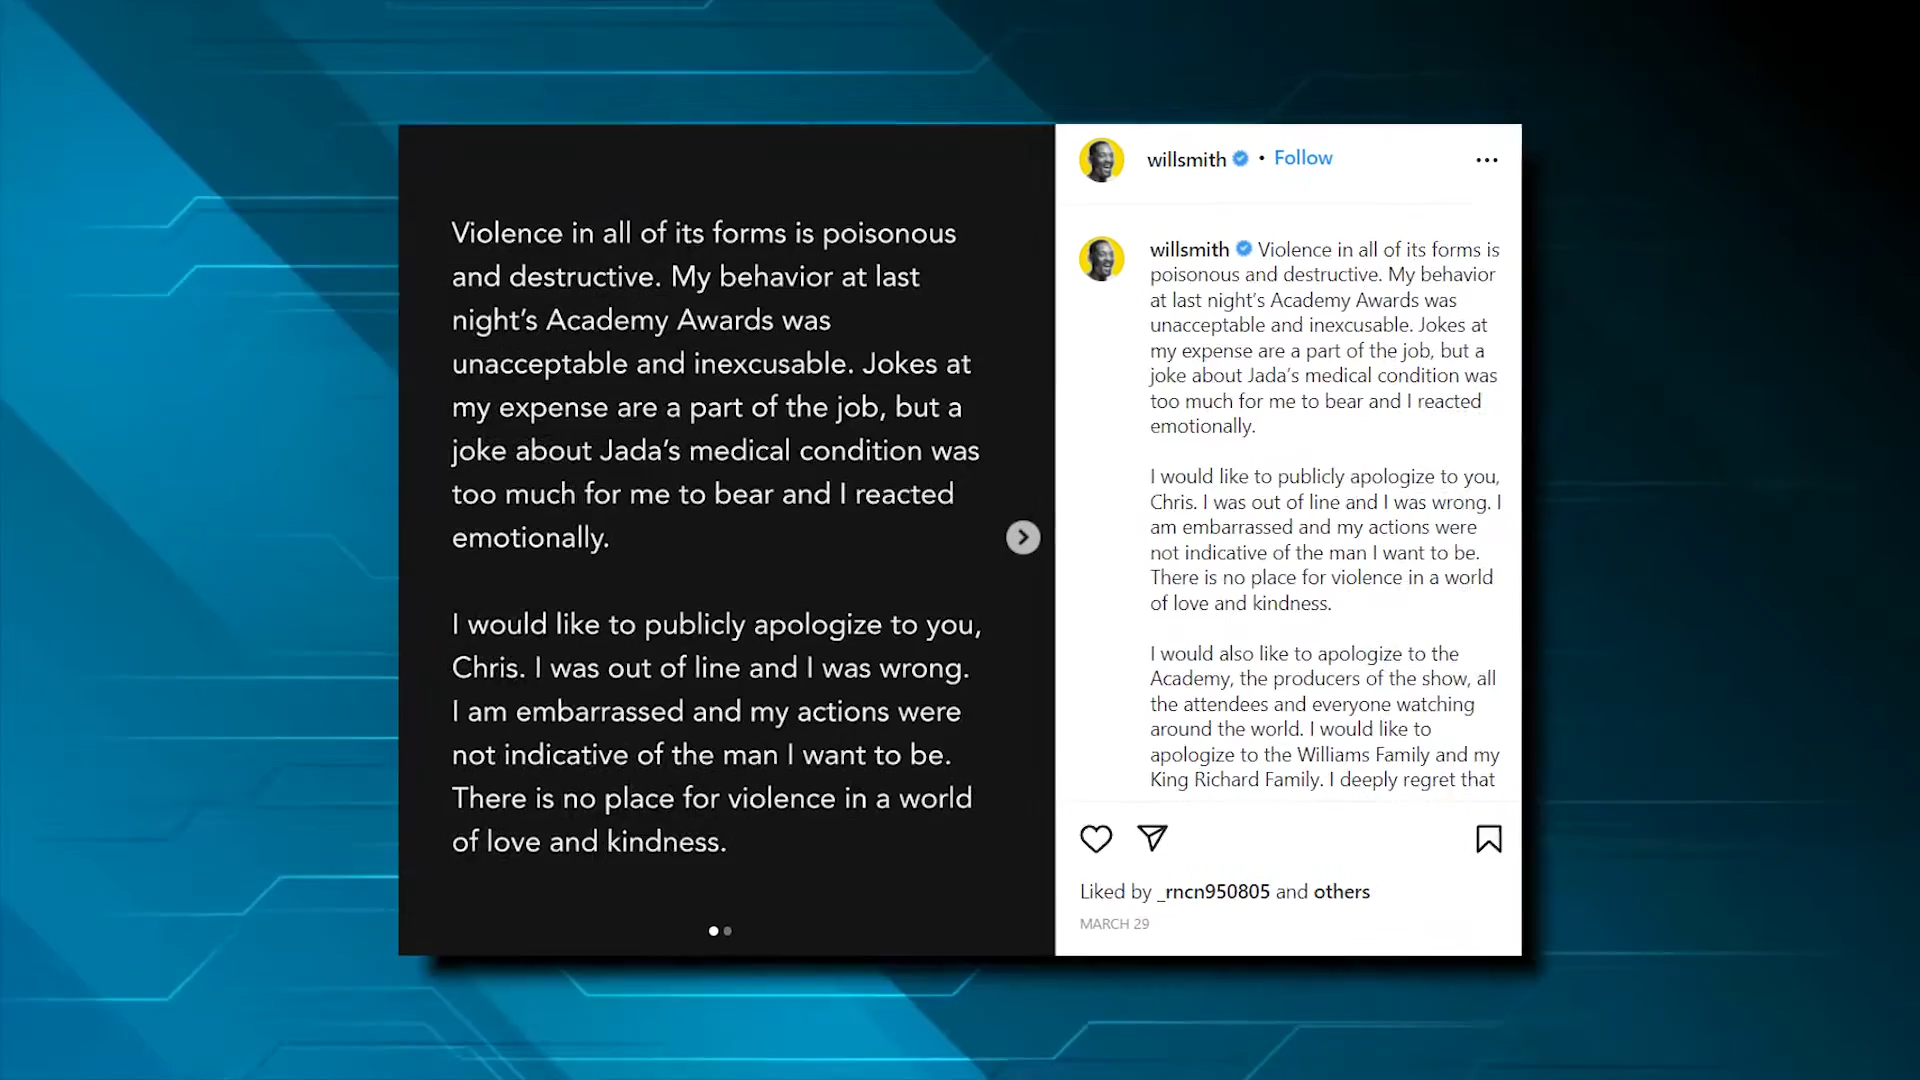 Violence in all of its forms is poisonous
and destructive. My behavior at last
night’s Academy Awards was
unacceptable and inexcusable. Jokes at
my expense are a part of the job, but a
joke about Jada’s medical condition was
too much for me to bear and I reacted
emotionally.
I would like to publicly apologize to you,
Chris. I was out of line and I was wrong.
I am embarrassed and my actions were
not indicative of the man I want to be.
There is no place for violence in a world
of love and kindness.
willsmith • Follow
willsmith Violence in all of its forms is
poisonous and destructive. My behavior
at last night’s Academy Awards was
unacceptable and inexcusable. Jokes at
my expense are a part of the job, but a
joke about Jada’s medical condition was
too much for me to bear and I reacted
emotionally.
I would like to publicly apologize to you,
Chris. I was out of line and I was wrong. I
am embarrassed and my actions were
not indicative of the man I want to be.
There is no place for violence in a world
of love and kindness.
I would also like to apologize to the
Academy, the producers of the show, all
the attendees and everyone watching
around the world. I would like to
apologize to the Williams Family and my
King Richard Family. I deeply regret that
Liked by _rncn950805 and others
MARCH 29